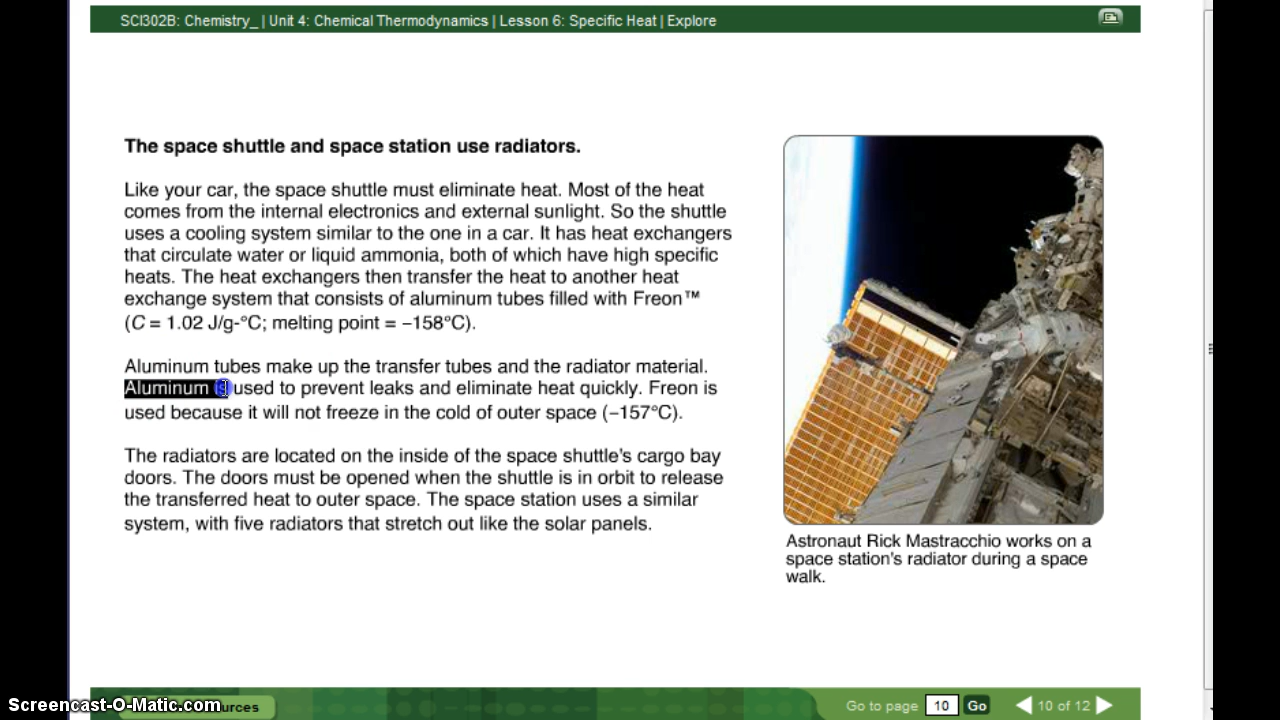 SCI302B: Chemistry_ | Unit 4: Chemical Thermodynamics | Lesson 6: Specific Heat | Explore
The space shuttle and space station use radiators.
Like your car, the space shuttle must eliminate heat. Most of the heat
comes from the internal electronics and external sunlight. So the shuttle
uses a cooling system similar to the one in a car. It has heat exchangers
that circulate water or liquid ammonia, both of which have high specific
heats. The heat exchangers then transfer the heat to another heat
exchange system that consists of aluminum tubes filled with Freon™
(C = 1.02 J/g-°C; melting point = −158°C).
Aluminum tubes make up the transfer tubes and the radiator material.
Aluminum is used to prevent leaks and eliminate heat quickly. Freon is
used because it will not freeze in the cold of outer space (−157°C).
The radiators are located on the inside of the space shuttle's cargo bay
doors. The doors must be opened when the shuttle is in orbit to release
the transferred heat to outer space. The space station uses a similar
system, with five radiators that stretch out like the solar panels.
Astronaut Rick Mastracchio works on a
space station's radiator during a space
walk.
Screencast-O-Matic.com
Go to page 10 Go 10 of 12